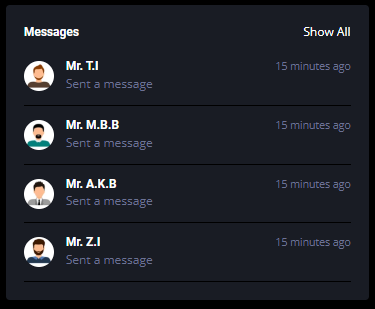 Messages Show All
Mr. T.I 15 minutes ago
Sent a message
Mr. M.B.B 15 minutes ago
Sent a message
Mr. A.K.B 15 minutes ago
Sent a message
Mr. Z.I 15 minutes ago
Sent a message